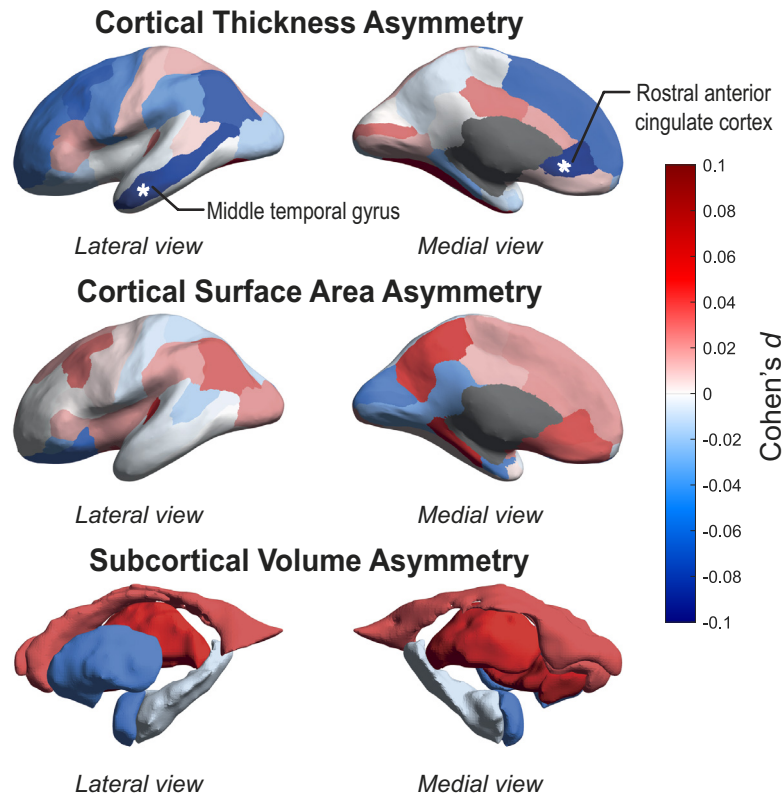 Cortical Thickness Asymmetry
Rostral anterior
cingulate cortex
*
*
Middle temporal gyrus
Lateral view
Medial view
Cortical Surface Area Asymmetry
Lateral view
Medial view
Subcortical Volume Asymmetry
Lateral view
Medial view
0.1
0.08
0.06
0.04
0.02
0
-0.02
-0.04
-0.06
-0.08
-0.1
Cohen's d